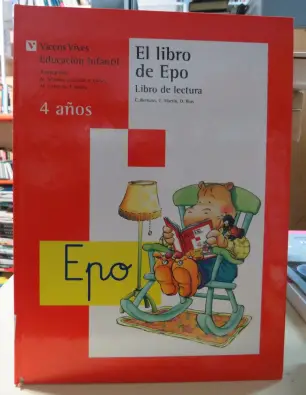 Vicens Vives
Educación Infantil
4 años
El libro
de Epo
Libro de lectura
Epo